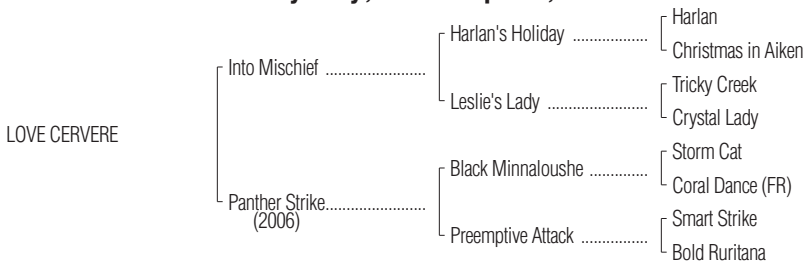 Harlan
Harlan's Holiday ..................
Christmas in Aiken
Into Mischief ........................
Tricky Creek
Leslie's Lady ........................
Crystal Lady
LOVE CERVERE
Storm Cat
Black Minnaloushe ..............
Coral Dance (FR)
Panther Strike........................
(2006)
Smart Strike
Preemptive Attack ................
Bold Ruritana